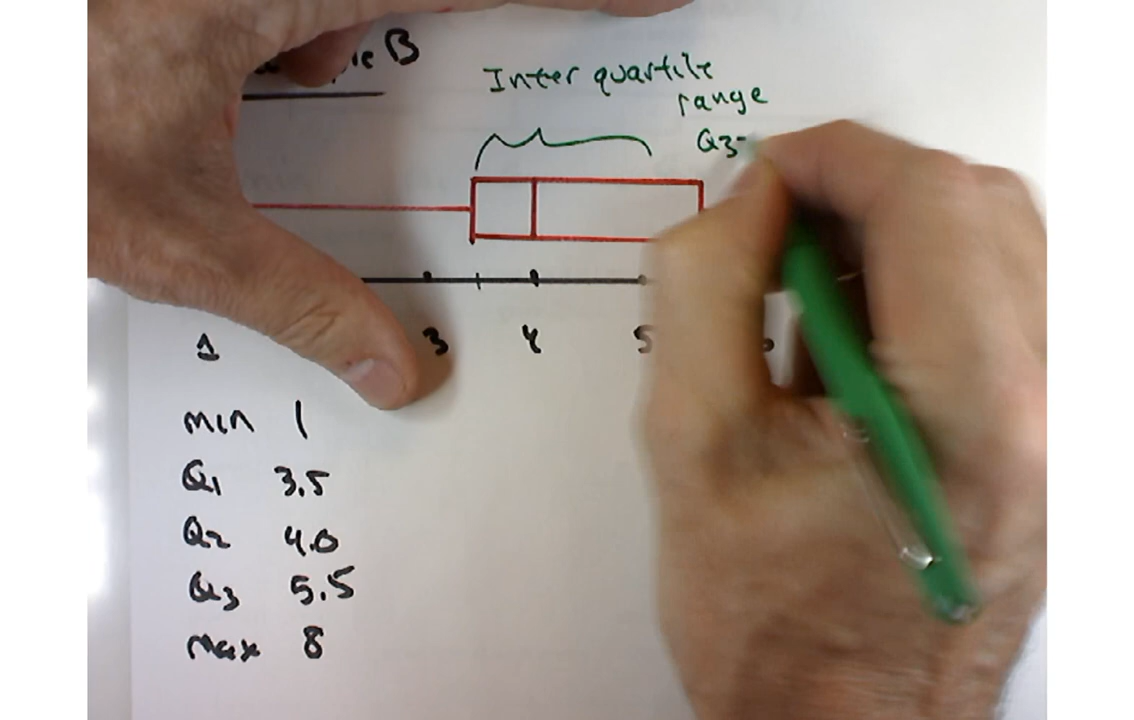 B
Inter quartile
range
Q3-
1 3 4 5
min 1
Q1 3.5
Q2 4.0
Q3 5.5
Max 8